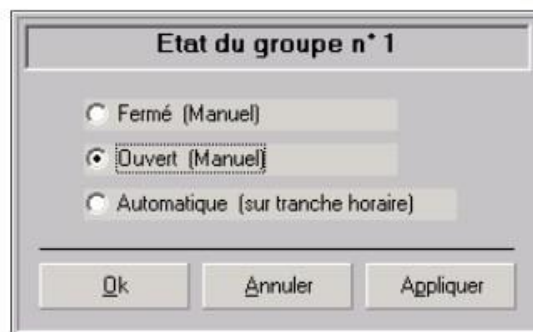 Etat du groupe n° 1
Fermé (Manuel)
Ouvert (Manuel)
Automatique (sur tranche horaire)
Ok Annuler Appliquer